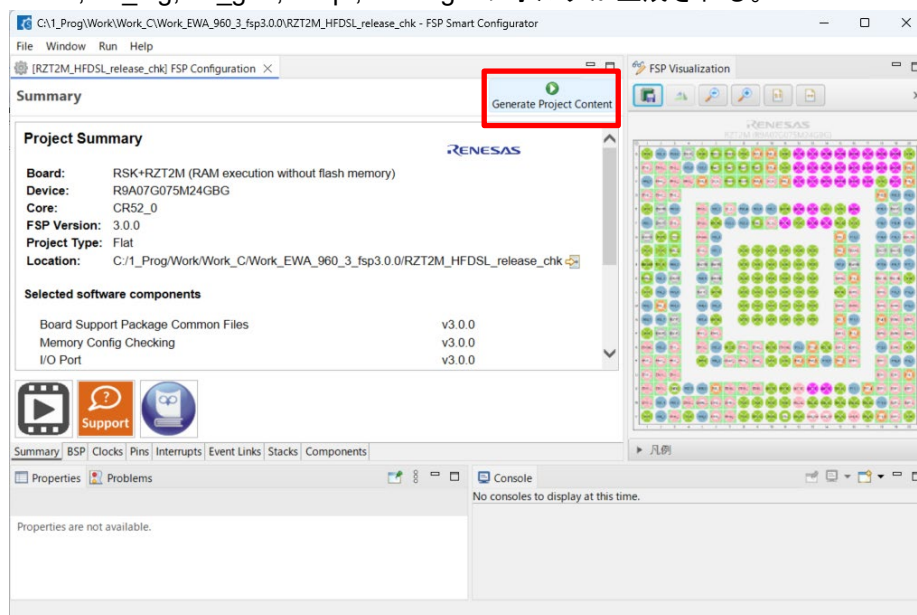 C:\1_Prog\Work\Work_C\Work_EWA_960_3_fsp3.0.0\RZT2M_HFDSL_release_chk - FSP Smart Configurator
File Window Run Help
[RZT2M_HFDSL_release_chk] FSP Configuration
FSP Visualization
Summary
Generate Project Content
Project Summary
RENESAS
Board: RSK+RZT2M (RAM execution without flash memory)
Device: R9A07G075M24GBG
Core: CR52_0
FSP Version: 3.0.0
Project Type: Flat
Location: C:/1_Prog/Work/Work_C/Work_EWA_960_3_fsp3.0.0/RZT2M_HFDSL_release_chk
Selected software components
Board Support Package Common Files v3.0.0
Memory Config Checking v3.0.0
I/O Port v3.0.0
Support
Summary BSP Clocks Pins Interrupts Event Links Stacks Components
RENESAS
凡例
Properties Problems
Console
No consoles to display at this time.
Properties are not available.